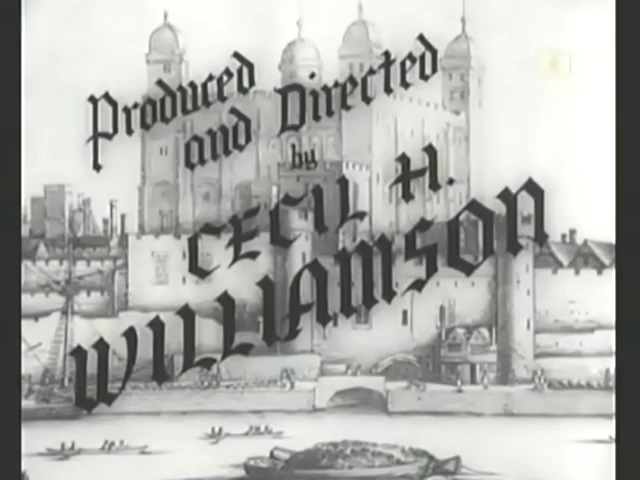 Produced
and Directed
by
CECIL H.
WILLIAMSON